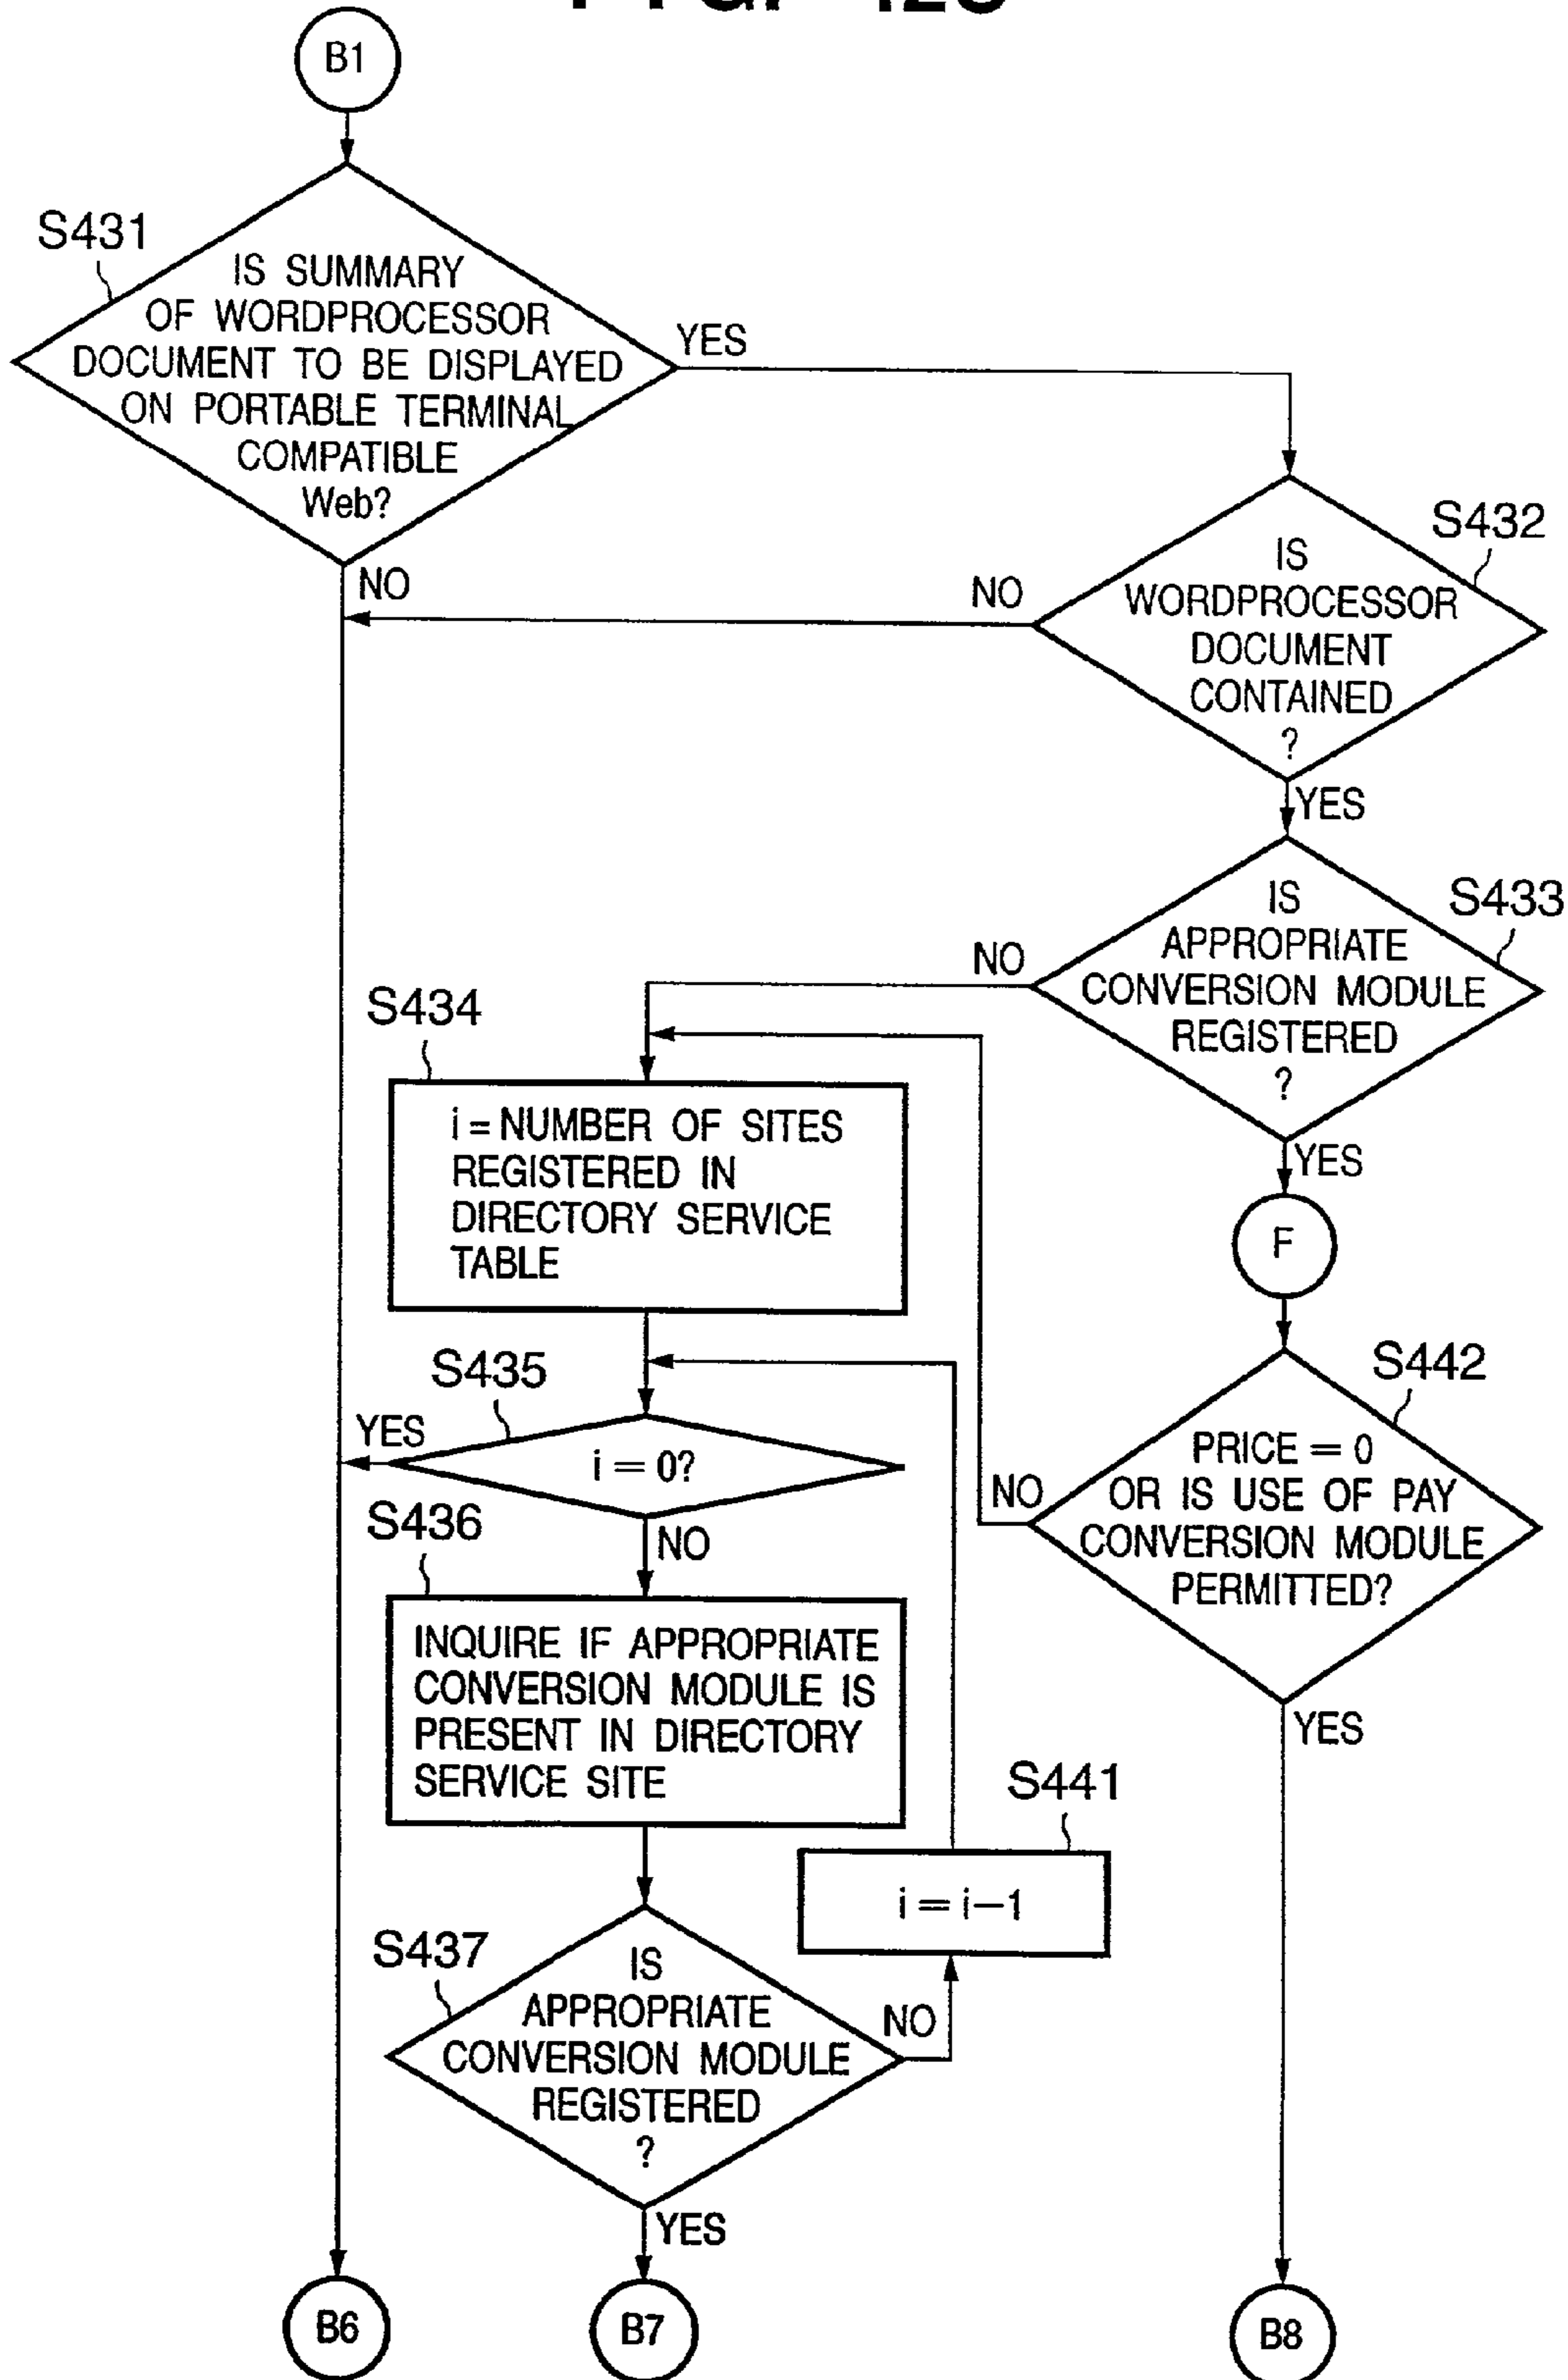 B1
S431
IS SUMMARY
OF WORDPROCESSOR
DOCUMENT TO BE DISPLAYED
ON PORTABLE TERMINAL
COMPATIBLE
Web?
YES
NO
S432
IS
WORDPROCESSOR
DOCUMENT
CONTAINED
?
NO
YES
S433
IS
APPROPRIATE
CONVERSION MODULE
REGISTERED
?
NO
YES
F
S434
i = NUMBER OF SITES
REGISTERED IN
DIRECTORY SERVICE
TABLE
S435
i = 0?
YES
NO
S442
PRICE = 0
OR IS USE OF PAY
CONVERSION MODULE
PERMITTED?
NO
YES
S436
INQUIRE IF APPROPRIATE
CONVERSION MODULE IS
PRESENT IN DIRECTORY
SERVICE SITE
S441
i = i−1
S437
IS
APPROPRIATE
CONVERSION MODULE
REGISTERED
?
NO
YES
B6
B7
B8